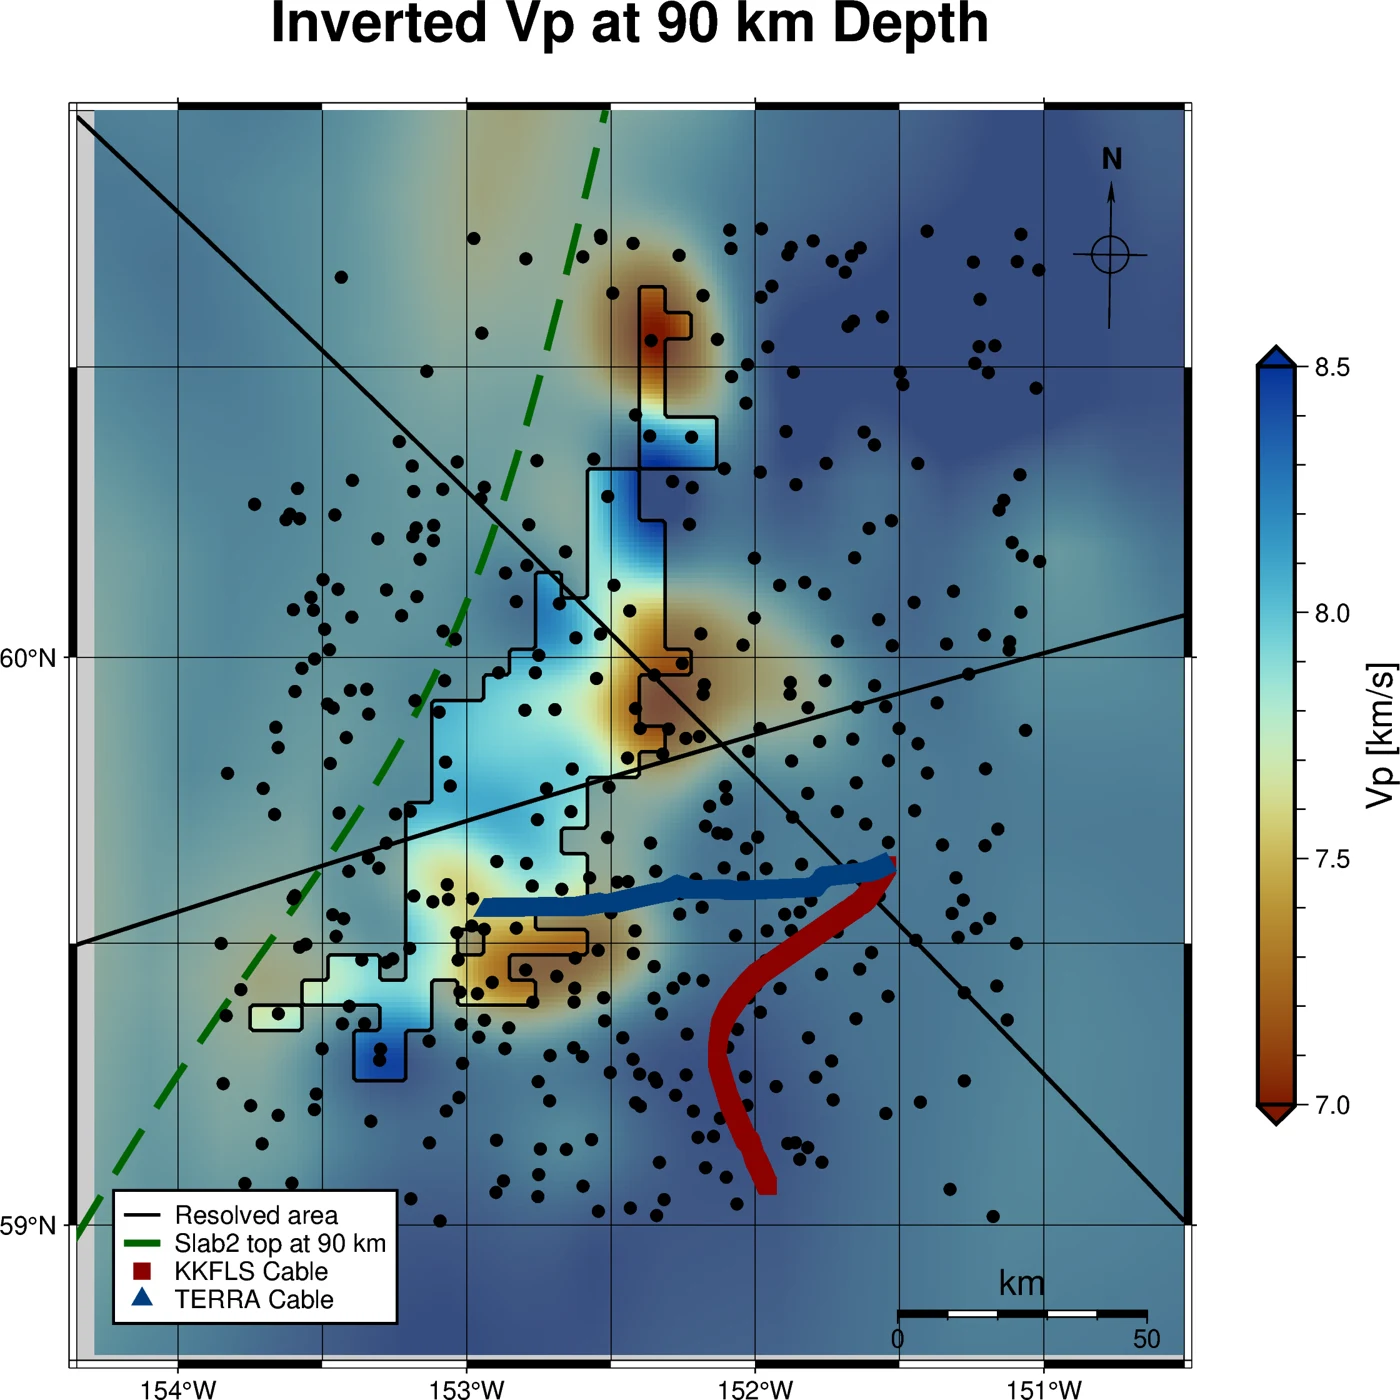 Inverted Vp at 90 km Depth
N
8.5
8.0
7.5
7.0
Vp [km/s]
60°N
59°N
Resolved area
Slab2 top at 90 km
KKFLS Cable
TERRA Cable
km
0 50
154°W 153°W 152°W 151°W